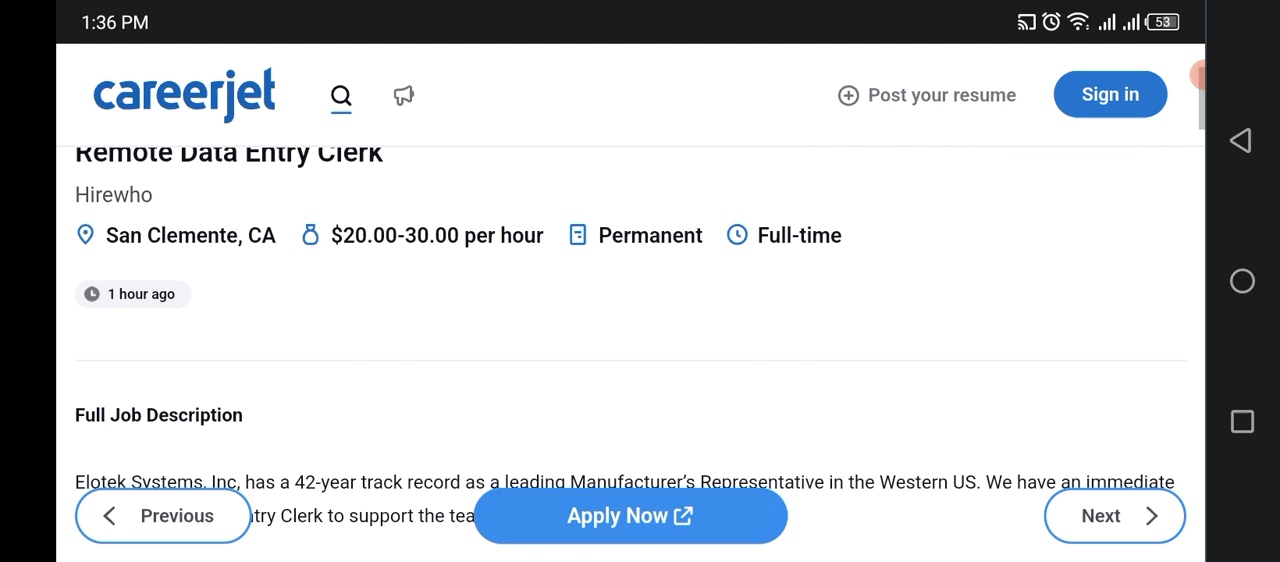 1:36 PM 53
careerjet Post your resume Sign in
Remote Data Entry Clerk
Hirewho
San Clemente, CA $20.00-30.00 per hour Permanent Full-time
1 hour ago
Full Job Description
Elotek Systems, Inc, has a 42-year track record as a leading Manufacturer's Representative in the Western US. We have an immediate
Previous try Clerk to support the tea Apply Now Next